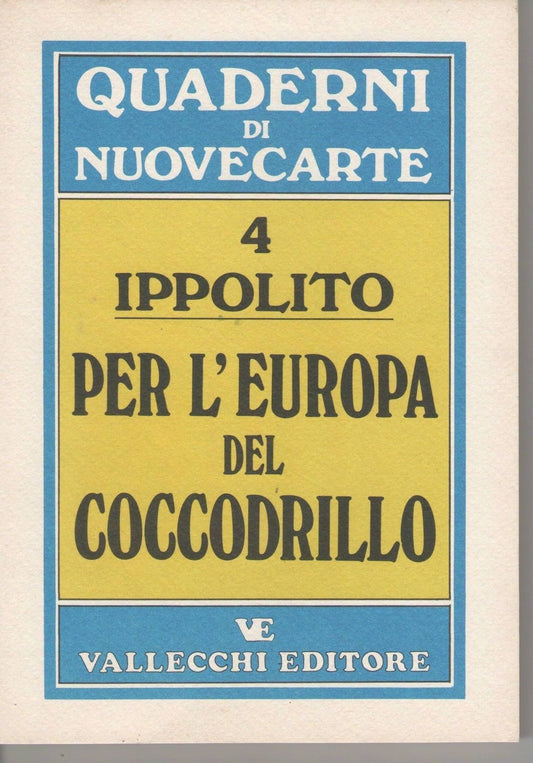 QUADERNI
DI
NUOVECARTE
4
IPPOLITO
PER L'EUROPA
DEL
COCCODRILLO
VE
VALLECCHI EDITORE